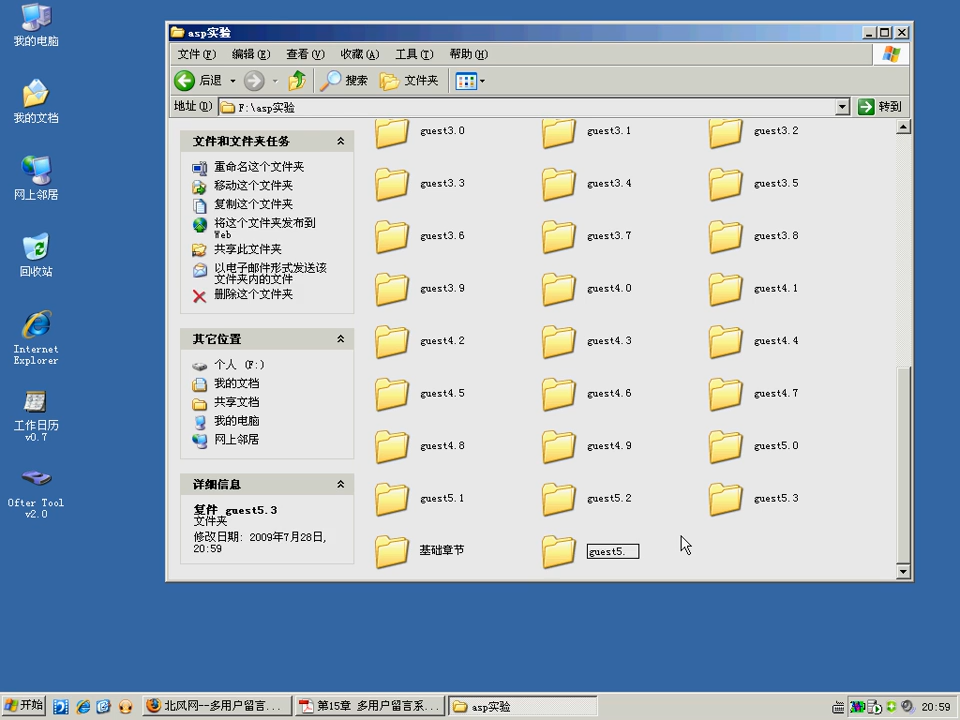 我的电脑
我的文档
网上邻居
回收站
Internet
Explorer
工作日历
v0.7
Ofter Tool
v2.0
asp实验
文件(F) 编辑(E) 查看(V) 收藏(A) 工具(T) 帮助(H)
后退 搜索 文件夹
地址(D) F:\asp实验 转到
文件和文件夹任务
重命名这个文件夹
移动这个文件夹
复制这个文件夹
将这个文件夹发布到
Web
共享此文件夹
以电子邮件形式发送该
文件夹内的文件
删除这个文件夹
其它位置
个人 (F:)
我的文档
共享文档
我的电脑
网上邻居
详细信息
复件 guest5.3
文件夹
修改日期: 2009年7月28日,
20:59
guest3.0 guest3.1 guest3.2
guest3.3 guest3.4 guest3.5
guest3.6 guest3.7 guest3.8
guest3.9 guest4.0 guest4.1
guest4.2 guest4.3 guest4.4
guest4.5 guest4.6 guest4.7
guest4.8 guest4.9 guest5.0
guest5.1 guest5.2 guest5.3
基础章节 guest5.
开始 北风网--多用户留言... 第15章 多用户留言系... asp实验 20:59